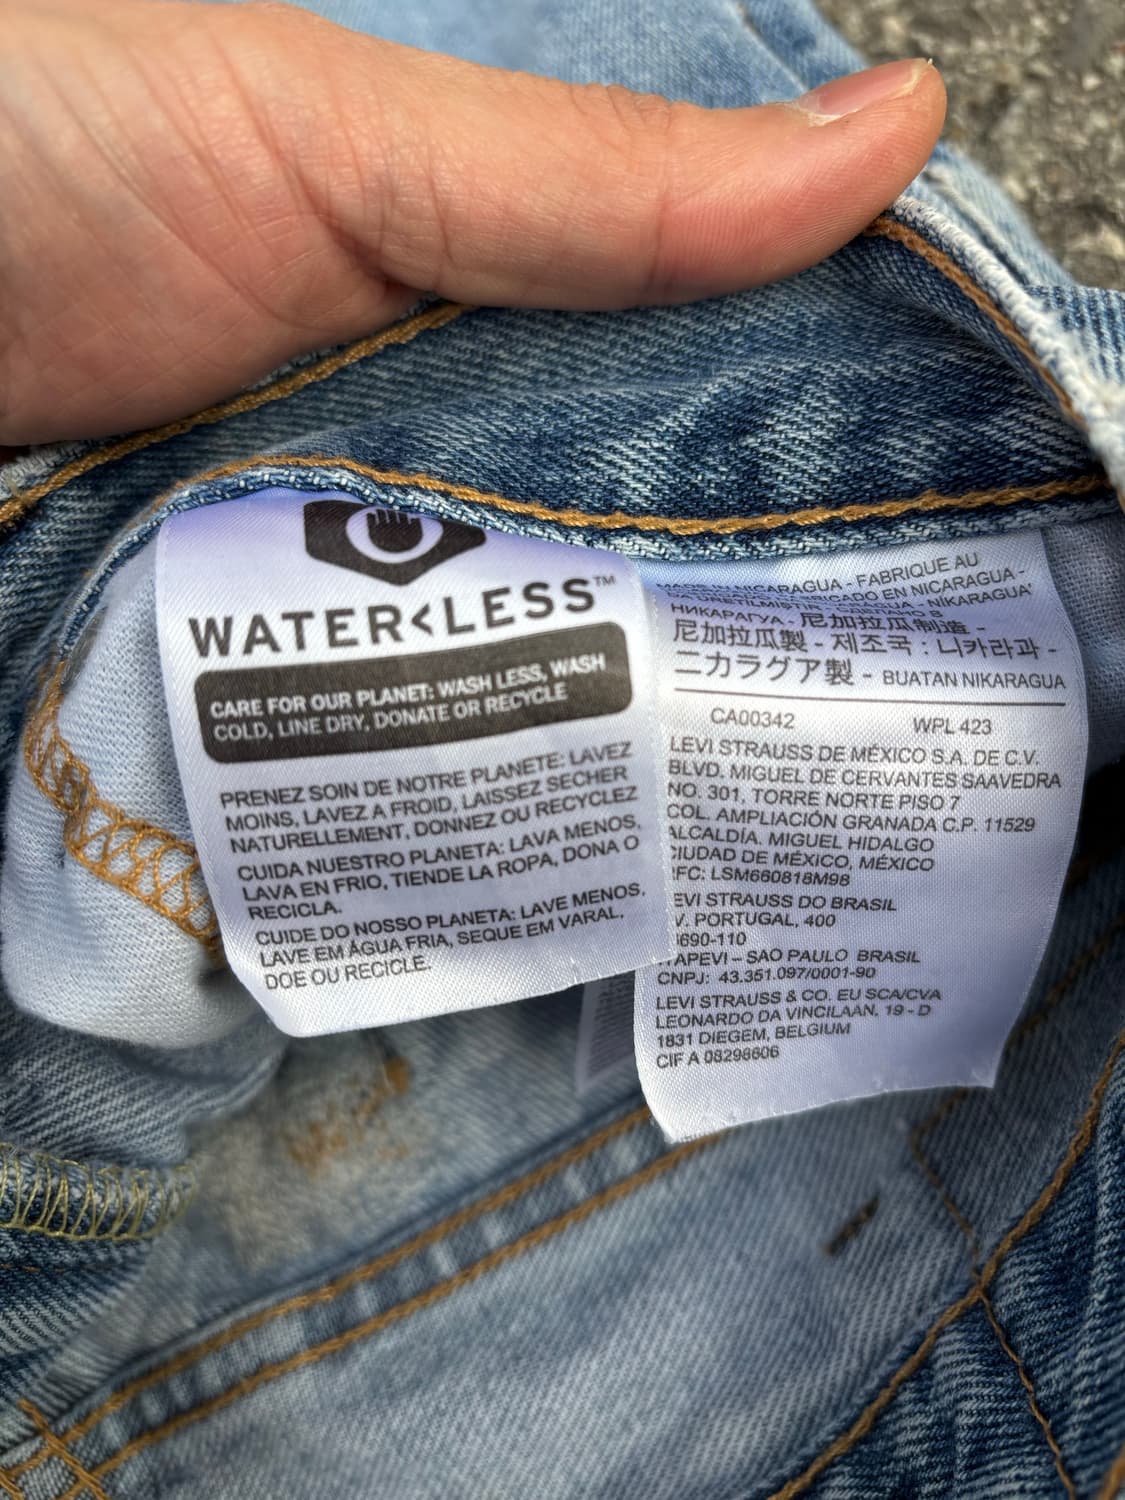 WATER<LESS™
CARE FOR OUR PLANET: WASH LESS, WASH
COLD, LINE DRY, DONATE OR RECYCLE
PRENEZ SOIN DE NOTRE PLANETE: LAVEZ
MOINS, LAVEZ A FROID, LAISSEZ SECHER
NATURELLEMENT, DONNEZ OU RECYCLEZ
CUIDA NUESTRO PLANETA: LAVA MENOS,
LAVA EN FRIO, TIENDE LA ROPA, DONA O
RECICLA.
CUIDE DO NOSSO PLANETA: LAVE MENOS,
LAVE EM ÁGUA FRIA, SEQUE EM VARAL,
DOE OU RECICLE.
NICARAGUA - FABRIQUE AU
EN NICARAGUA -
NIKARAGUA'
НИКАРАГУА - 尼加拉瓜制造 -
尼加拉瓜製 - 제조국 : 니카라과 -
ニカラグア製 - BUATAN NIKARAGUA
CA00342 WPL 423
LEVI STRAUSS DE MÉXICO S.A. DE C.V.
BLVD. MIGUEL DE CERVANTES SAAVEDRA
NO. 301, TORRE NORTE PISO 7
COL. AMPLIACIÓN GRANADA C.P. 11529
ALCALDÍA. MIGUEL HIDALGO
CIUDAD DE MÉXICO, MÉXICO
RFC: LSM660818M98
EVI STRAUSS DO BRASIL
V. PORTUGAL, 400
690-110
TAPEVI – SAO PAULO BRASIL
CNPJ: 43.351.097/0001-90
LEVI STRAUSS & CO. EU SCA/CVA
LEONARDO DA VINCILAAN, 19 - D
1831 DIEGEM, BELGIUM
CIF A 08298606